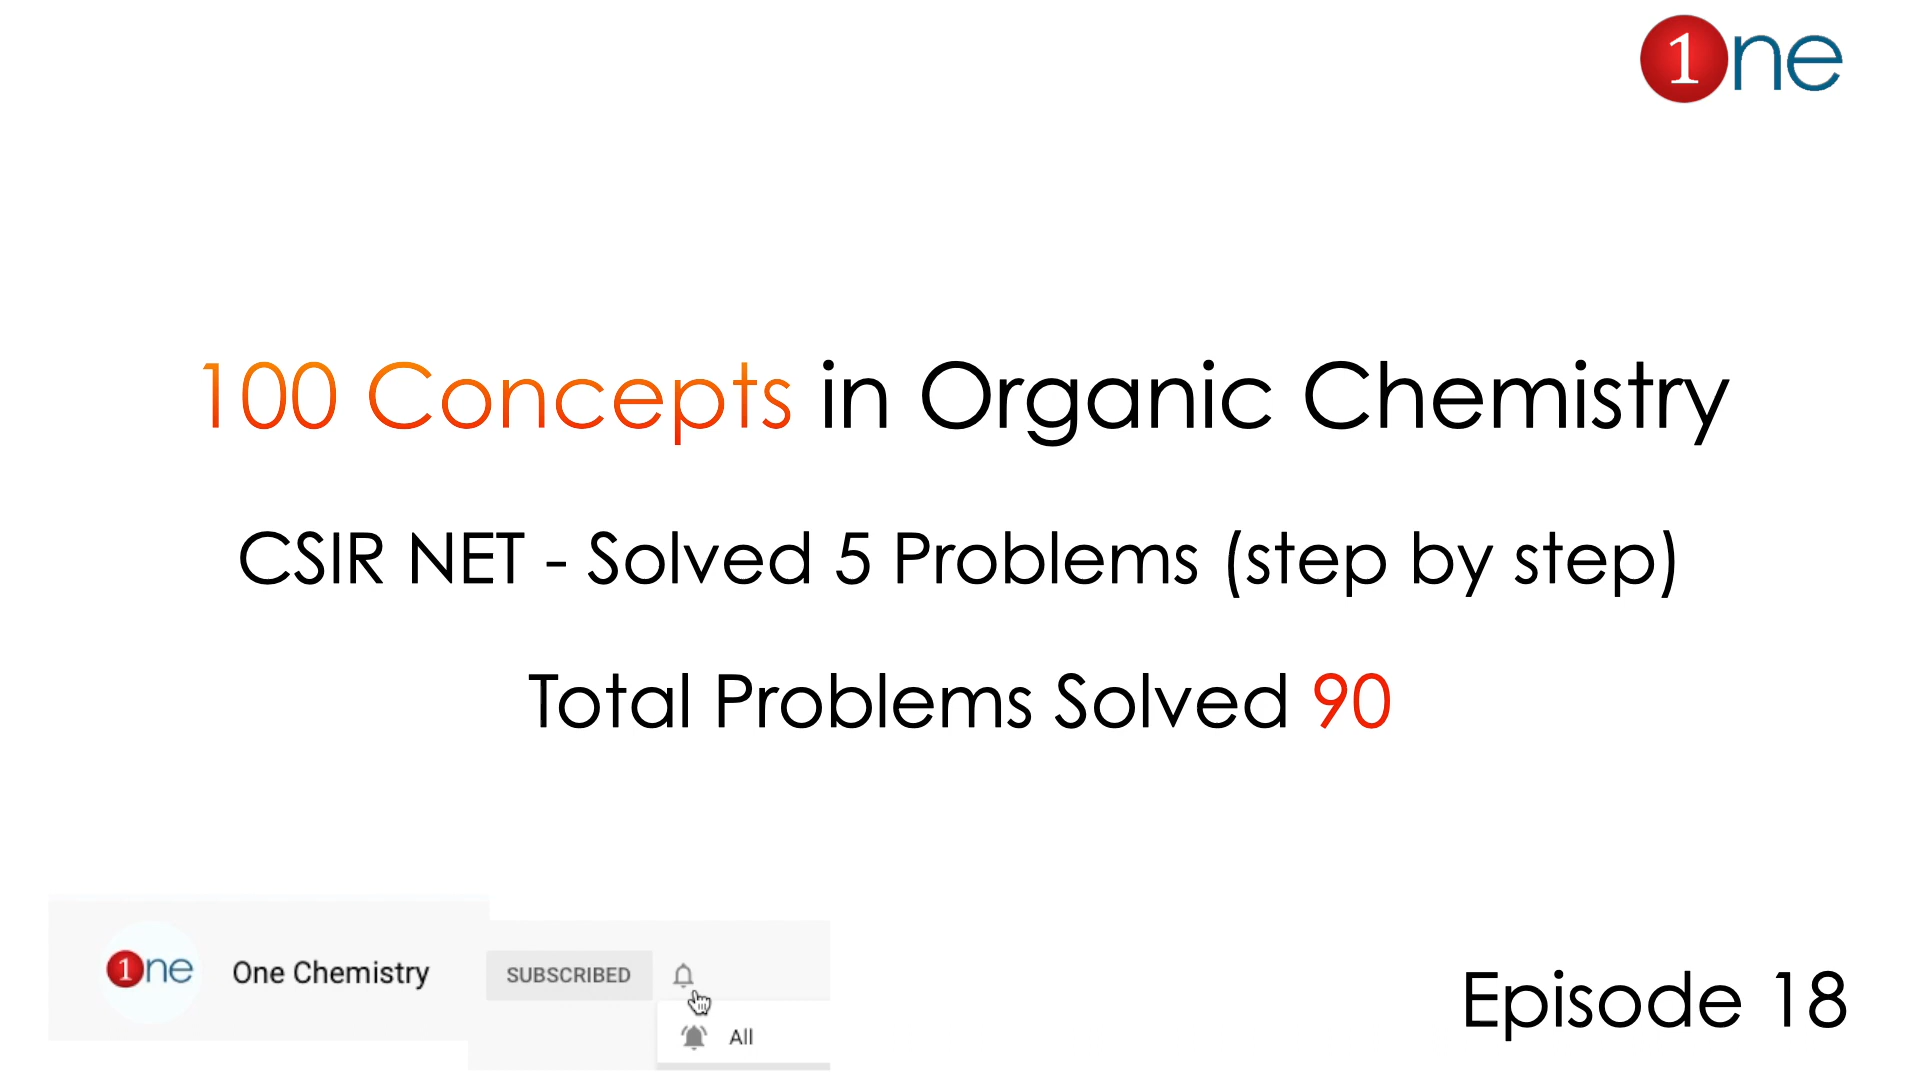 1ne
100 Concepts in Organic Chemistry
CSIR NET - Solved 5 Problems (step by step)
Total Problems Solved 90
1ne One Chemistry SUBSCRIBED
All
Episode 18